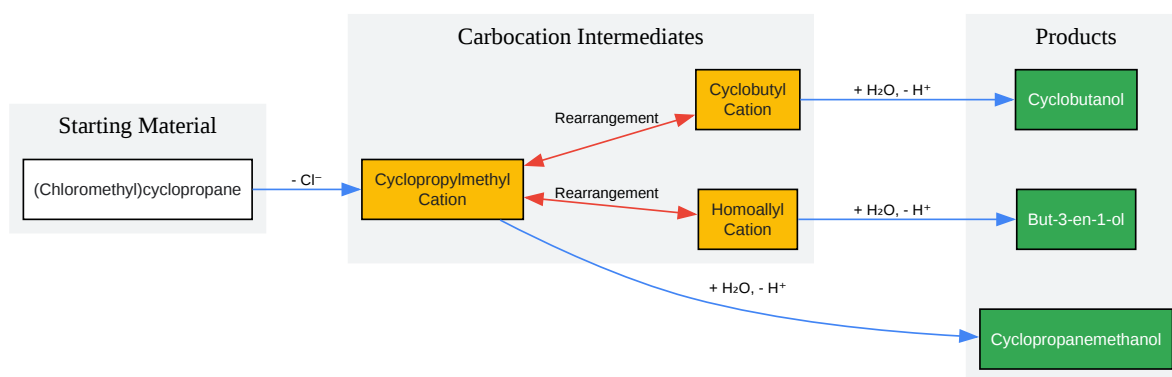 Carbocation Intermediates
Products
Starting Material
(Chloromethyl)cyclopropane
- Cl⁻
Cyclopropylmethyl
Cation
Rearrangement
Cyclobutyl
Cation
+ H₂O, - H⁺
Cyclobutanol
Rearrangement
Homoallyl
Cation
+ H₂O, - H⁺
But-3-en-1-ol
+ H₂O, - H⁺
Cyclopropanemethanol